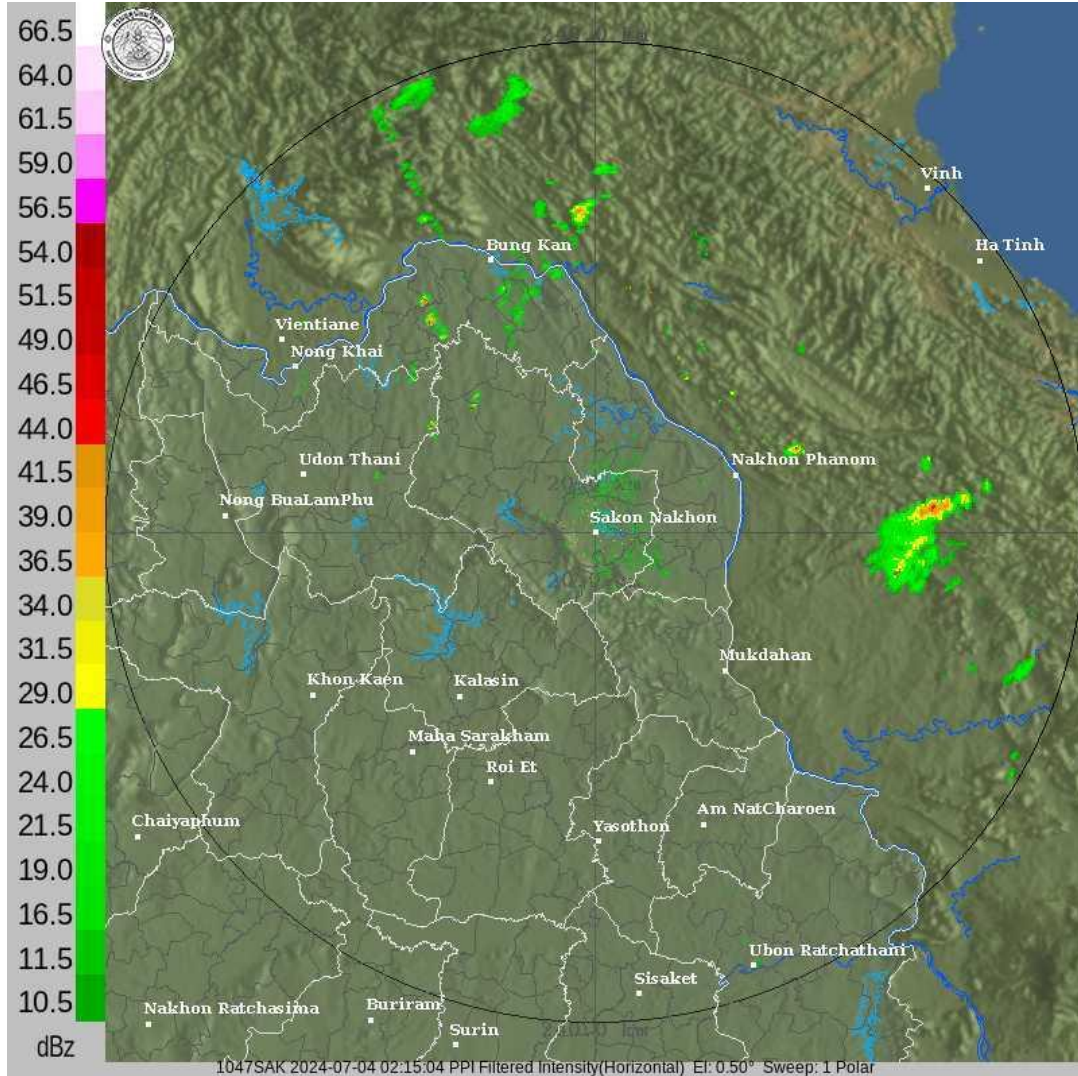 66.5
64.0
61.5
59.0
56.5
54.0
51.5
49.0
46.5
44.0
41.5
39.0
36.5
34.0
31.5
29.0
26.5
24.0
21.5
19.0
16.5
11.5
10.5
dBz
Vinh
Ha Tinh
Bung Kan
Vientiane
Nong Khai
Udon Thani
Nakhon Phanom
Nong BuaLamPhu
Sakon Nakhon
Mukdahan
Khon Kaen
Kalasin
Maha Sarakham
Roi Et
Chaiyaphum
Yasothon
Am NatCharoen
Ubon Ratchathani
Sisaket
Nakhon Ratchasima
Buriram
Surin
1047SAK 2024-07-04 02:15:04 PPI Filtered Intensity(Horizontal) El: 0.50° Sweep: 1 Polar